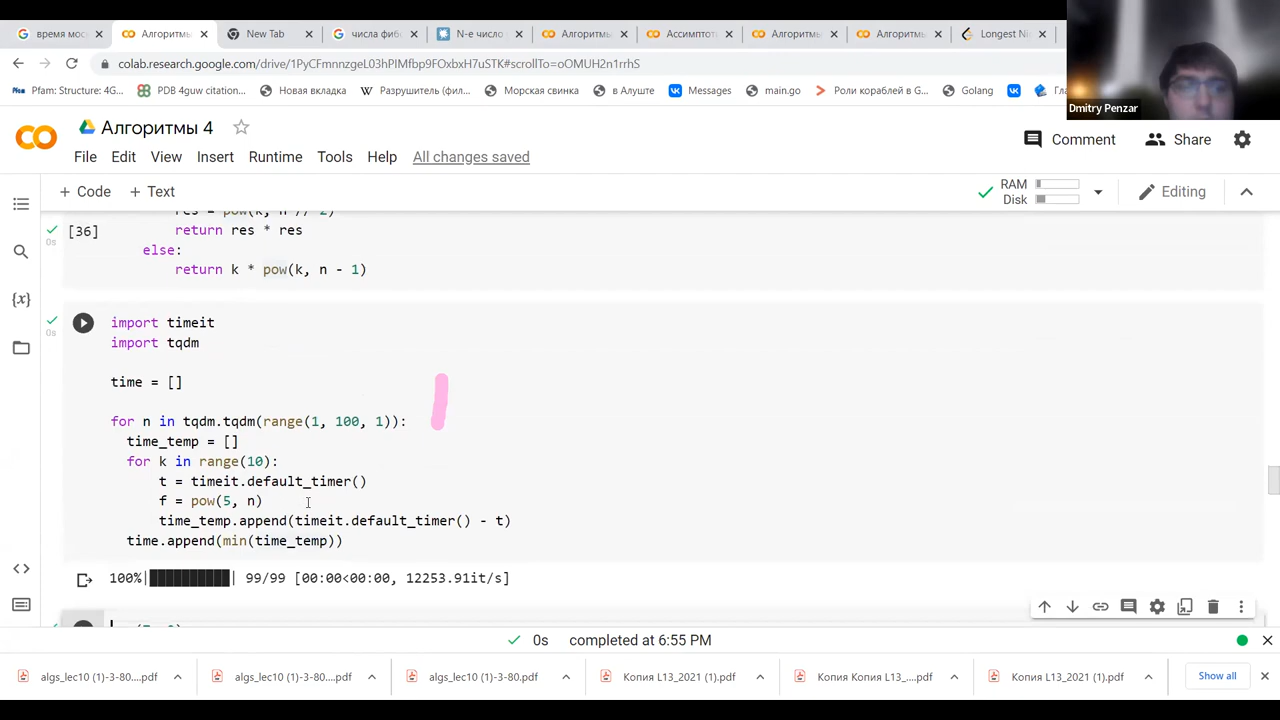 время мос
Алгоритмы
New Tab
числа фибо
N-е число р
Алгоритмы
Ассимптот
Алгоритмы
Алгоритмы
Longest Ni
colab.research.google.com/drive/1PyCFmnnzgeL03hPIMfbp9FOxbxH7uSTK#scrollTo=oOMUH2n1rrhS
Pfam: Structure: 4G...
PDB 4guw citation...
Новая вкладка
Разрушитель (фил...
Морская свинка
в Алуште
Messages
main.go
Роли кораблей в G...
Golang
Dmitry Penzar
Алгоритмы 4
Comment
Share
File Edit View Insert Runtime Tools Help All changes saved
+ Code + Text
RAM
Disk
Editing
res = pow(k, n // 2)
[36] return res * res
0s
else:
return k * pow(k, n - 1)
import timeit
0s
import tqdm
time = []
for n in tqdm.tqdm(range(1, 100, 1)):
time_temp = []
for k in range(10):
t = timeit.default_timer()
f = pow(5, n)
time_temp.append(timeit.default_timer() - t)
time.append(min(time_temp))
100%|██████████| 99/99 [00:00<00:00, 12253.91it/s]
0s completed at 6:55 PM
algs_lec10 (1)-3-80....pdf
algs_lec10 (1)-3-80....pdf
algs_lec10 (1)-3-80.pdf
Копия L13_2021 (1).pdf
Копия Копия L13_....pdf
Копия L13_2021 (1).pdf
Show all